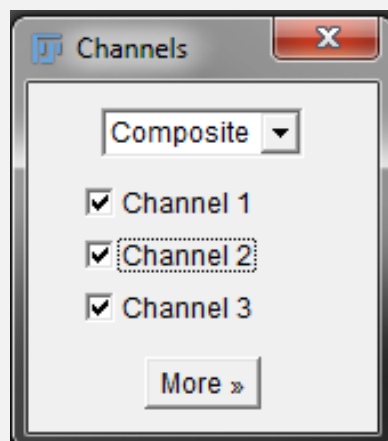 Channels
Composite
Channel 1
Channel 2
Channel 3
More »